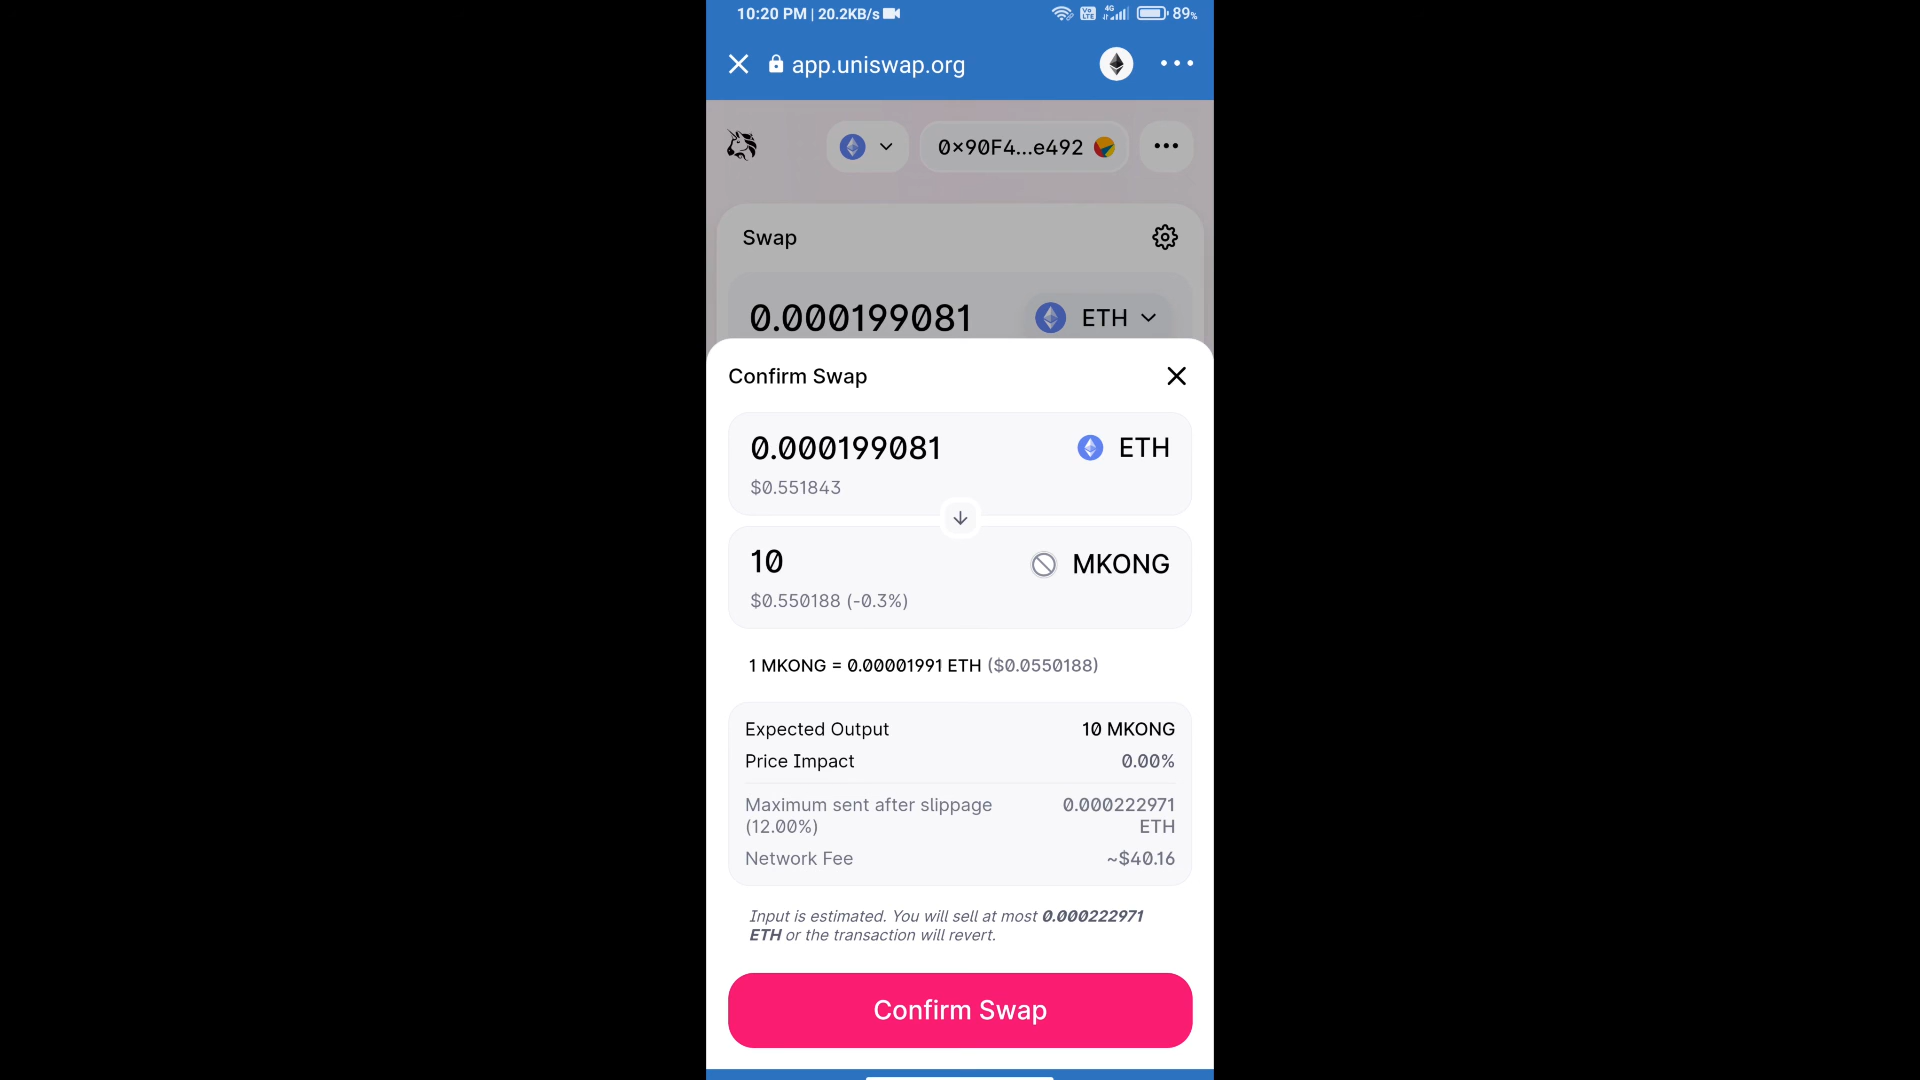 10:20 PM | 20.2KB/s
Vo LTE 4G 89%
app.uniswap.org
0x90F4...e492
Swap
0.000199081 ETH
Confirm Swap
0.000199081 ETH
$0.551843
10 MKONG
$0.550188 (-0.3%)
1 MKONG = 0.00001991 ETH ($0.0550188)
Expected Output 10 MKONG
Price Impact 0.00%
Maximum sent after slippage 0.000222971
(12.00%) ETH
Network Fee ~$40.16
Input is estimated. You will sell at most 0.000222971
ETH or the transaction will revert.
Confirm Swap